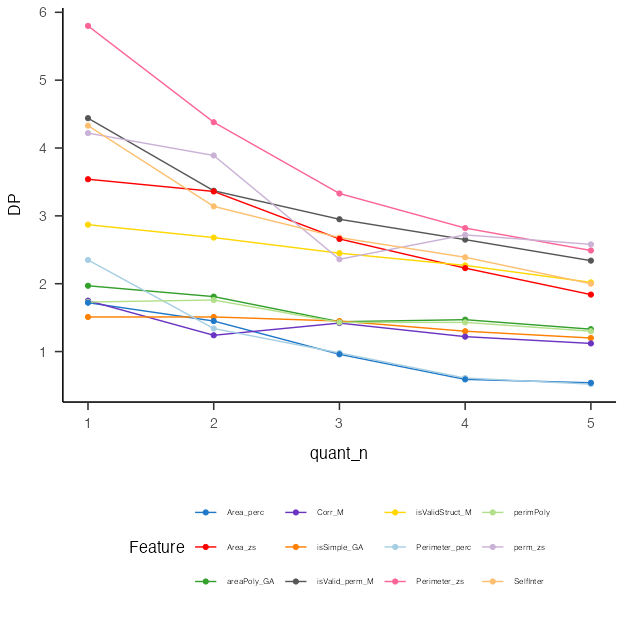 6
5
4
3
2
1
DP
1 2 3 4 5
quant_n
Feature
Area_perc Corr_M isValidStruct_M perimPoly
Area_zs isSimple_GA Perimeter_perc perm_zs
areaPoly_GA isValid_perm_M Perimeter_zs SelfInter